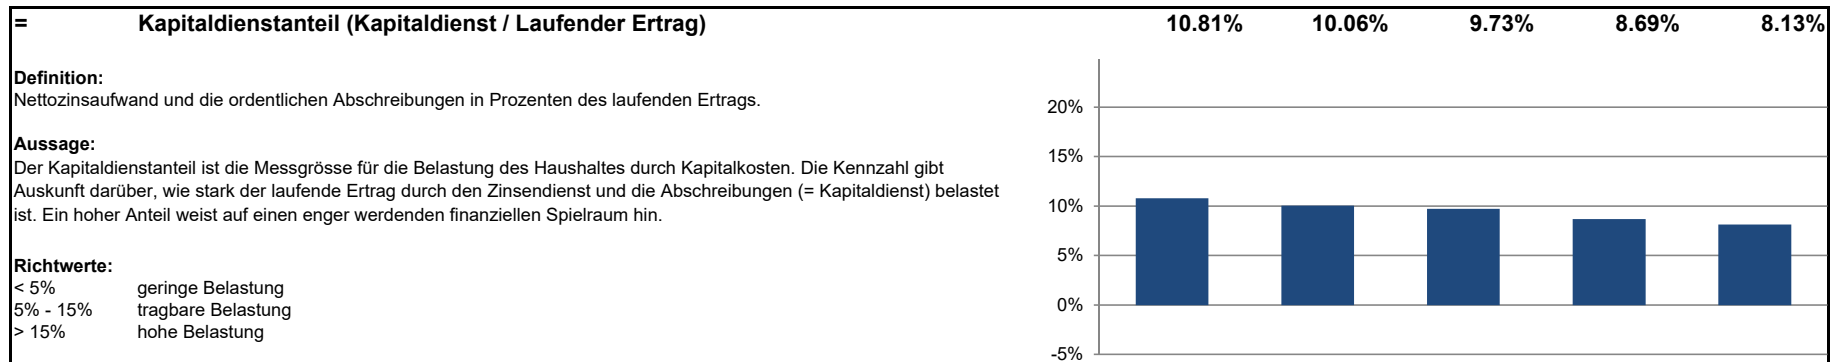 = Kapitaldienstanteil (Kapitaldienst / Laufender Ertrag) 10.81% 10.06% 9.73% 8.69% 8.13%
Definition:
Nettozinsaufwand und die ordentlichen Abschreibungen in Prozenten des laufenden Ertrags.
Aussage:
Der Kapitaldienstanteil ist die Messgrösse für die Belastung des Haushaltes durch Kapitalkosten. Die Kennzahl gibt
Auskunft darüber, wie stark der laufende Ertrag durch den Zinsendienst und die Abschreibungen (= Kapitaldienst) belastet
ist. Ein hoher Anteil weist auf einen enger werdenden finanziellen Spielraum hin.
Richtwerte:
< 5% geringe Belastung
5% - 15% tragbare Belastung
> 15% hohe Belastung
20%
15%
10%
5%
0%
-5%